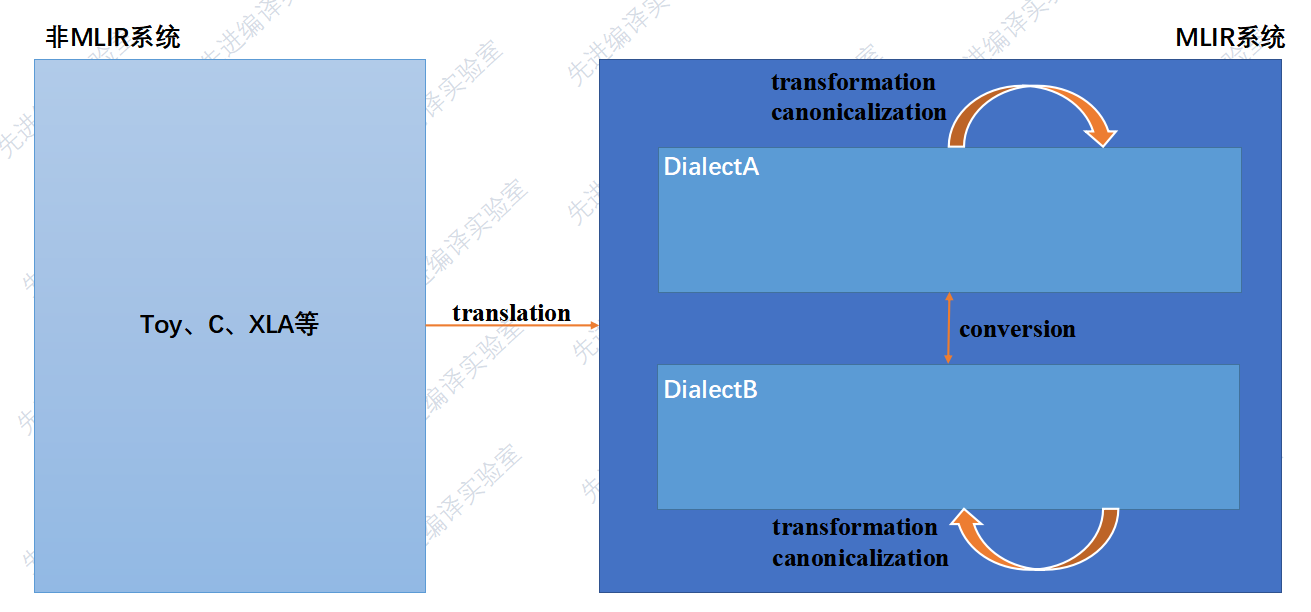 非MLIR系统
MLIR系统
transformation
canonicalization
DialectA
Toy、C、XLA等
translation
conversion
DialectB
transformation
canonicalization
先进编译实验室